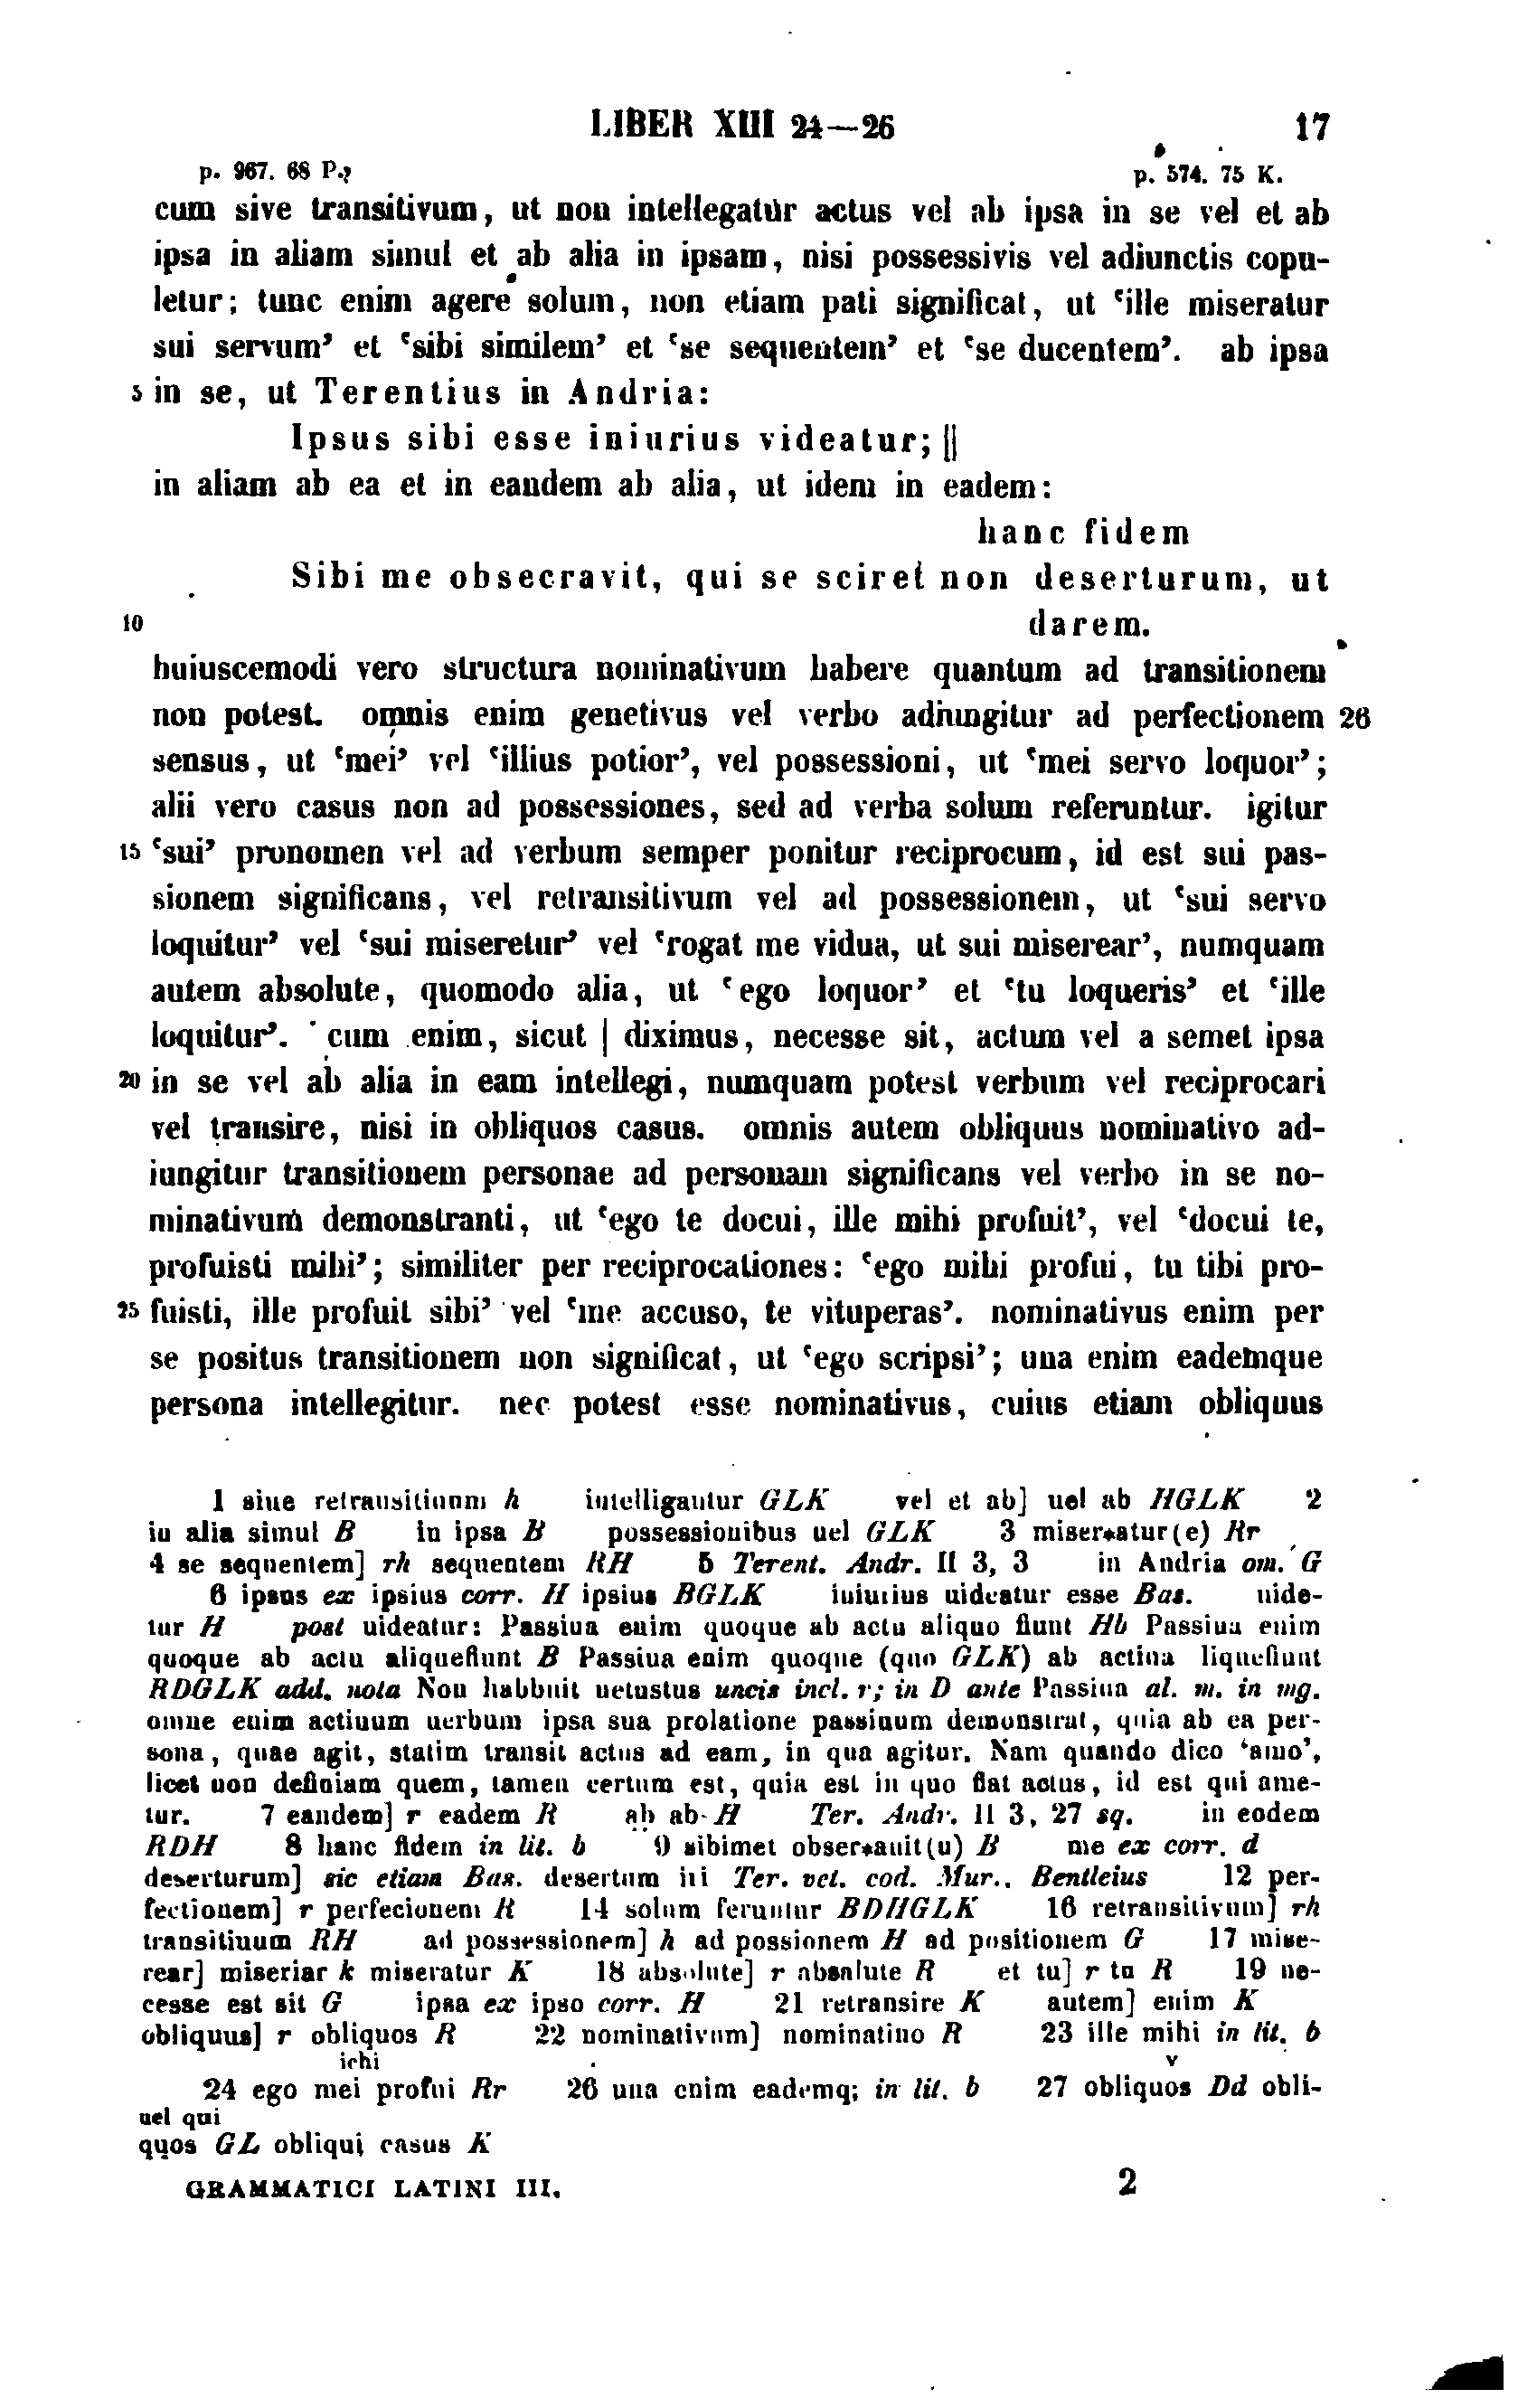 LIBER XIII 24—26 17
p. 967. 68 P. p. 574. 75 K.
cum sive transitivum, ut non intellegatur actus vel ab ipsa in se vel et ab
ipsa in aliam simul et ab alia in ipsam, nisi possessivis vel adiunctis copu-
letur; tunc enim agere solum, non etiam pati significat, ut ‘ille miseratur
sui servum’ et ‘sibi similem’ et ‘se sequentem’ et ‘se ducentem’. ab ipsa
5 in se, ut Terentius in Andria:
Ipsus sibi esse iniurius videatur; ||
in aliam ab ea et in eandem ab alia, ut idem in eadem:
hanc fidem
Sibi me obsecravit, qui se sciret non deserturum, ut
10 darem.
huiuscemodi vero structura nominativum habere quantum ad transitionem
non potest. omnis enim genetivus vel verbo adiungitur ad perfectionem 26
sensus, ut ‘mei’ vel ‘illius potior’, vel possessioni, ut ‘mei servo loquor’;
alii vero casus non ad possessiones, sed ad verba solum referuntur. igitur
15 ‘sui’ pronomen vel ad verbum semper ponitur reciprocum, id est sui pas-
sionem significans, vel retransitivum vel ad possessionem, ut ‘sui servo
loquitur’ vel ‘sui miseretur’ vel ‘rogat me vidua, ut sui miserear’, numquam
autem absolute, quomodo alia, ut ‘ego loquor’ et ‘tu loqueris’ et ‘ille
loquitur’. cum enim, sicut | diximus, necesse sit, actum vel a semet ipsa
20 in se vel ab alia in eam intellegi, numquam potest verbum vel reciprocari
vel transire, nisi in obliquos casus. omnis autem obliquus nominativo ad-
iungitur transitionem personae ad personam significans vel verbo in se no-
minativum demonstranti, ut ‘ego te docui, ille mihi profuit’, vel ‘docui te,
profuisti mihi’; similiter per reciprocationes: ‘ego mihi profui, tu tibi pro-
25 fuisti, ille profuit sibi’ vel ‘me accuso, te vituperas’. nominativus enim per
se positus transitionem non significat, ut ‘ego scripsi’; una enim eademque
persona intellegitur. nec potest esse nominativus, cuius etiam obliquus
1 siue retransitiuum h intelligantur GLK vel et ab] uel ab HGLK 2
in alia simul B in ipsa B possessionibus uel GLK 3 miser*atur(e) Rr
4 se sequentem] rh sequentem RH 5 Terent. Andr. II 3, 3 in Andria om. G
6 ipsus ex ipsius corr. H ipsius BGLK iniurius uideatur esse Bas. uide-
tur H post uideatur: Passiua enim quoque ab actu aliquo fiunt Hb Passiua enim
quoque ab actu aliquefiunt B Passiua enim quoque (quo GLK) ab actiua liquefiunt
RDGLK add. nota Non habbuit uetustus uncis incl. r; in D ante Passiua al. m. in mg.
omne enim actiuum uerbum ipsa sua prolatione passiuum demonstrat, quia ab ea per-
sona, quae agit, statim transit actus ad eam, in qua agitur. Nam quando dico ‘amo’,
licet non definiam quem, tamen certum est, quia est in quo fiat actus, id est qui ame-
tur. 7 eandem] r eadem R ab ab H Ter. Andr. II 3, 27 sq. in eodem
RDH 8 hanc fidem in lit. b 9 sibimet obser*auit(u) B me ex corr. d
deserturum] sic etiam Bas. desertum iri Ter. vet. cod. Mur., Bentleius 12 per-
fectionem] r perfecionem R 14 solum feruntur BDHGLK 16 retransitivum] rh
transitiuum RH ad possessionem] h ad possionem H ad positionem G 17 mise-
rear] miseriar k miseratur K 18 absolute] r absalute R et tu] r tu R 19 ne-
cesse est sit G ipsa ex ipso corr. H 21 retransire K autem] enim K
obliquus] r obliquos R 22 nominativum] nominatiuo R 23 ille mihi in lit. b
ichi v
24 ego mei profui Rr 26 una enim eademq; in lit. b 27 obliquos Dd obli-
uel qui
quos GL obliqui casus K
GRAMMATICI LATINI III. 2